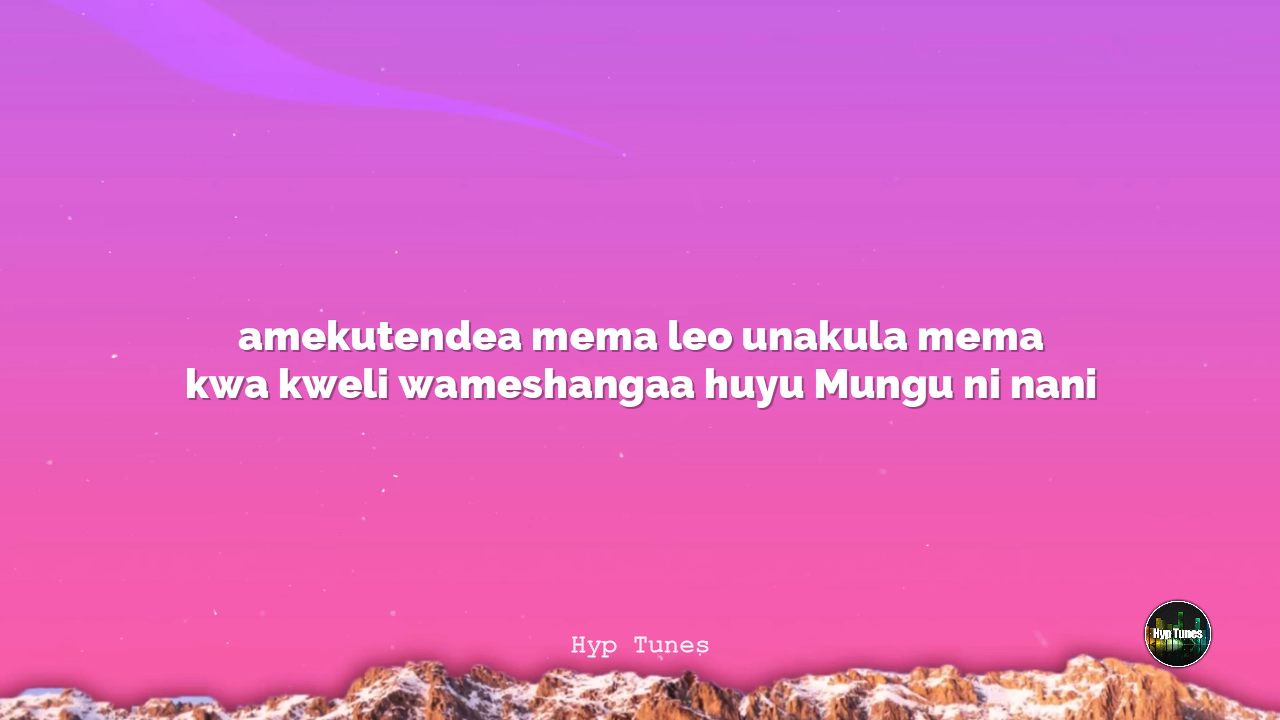 amekutendea mema leo unakula mema
kwa kweli wameshangaa huyu Mungu ni nani
Hyp Tunes
Hyp Tunes